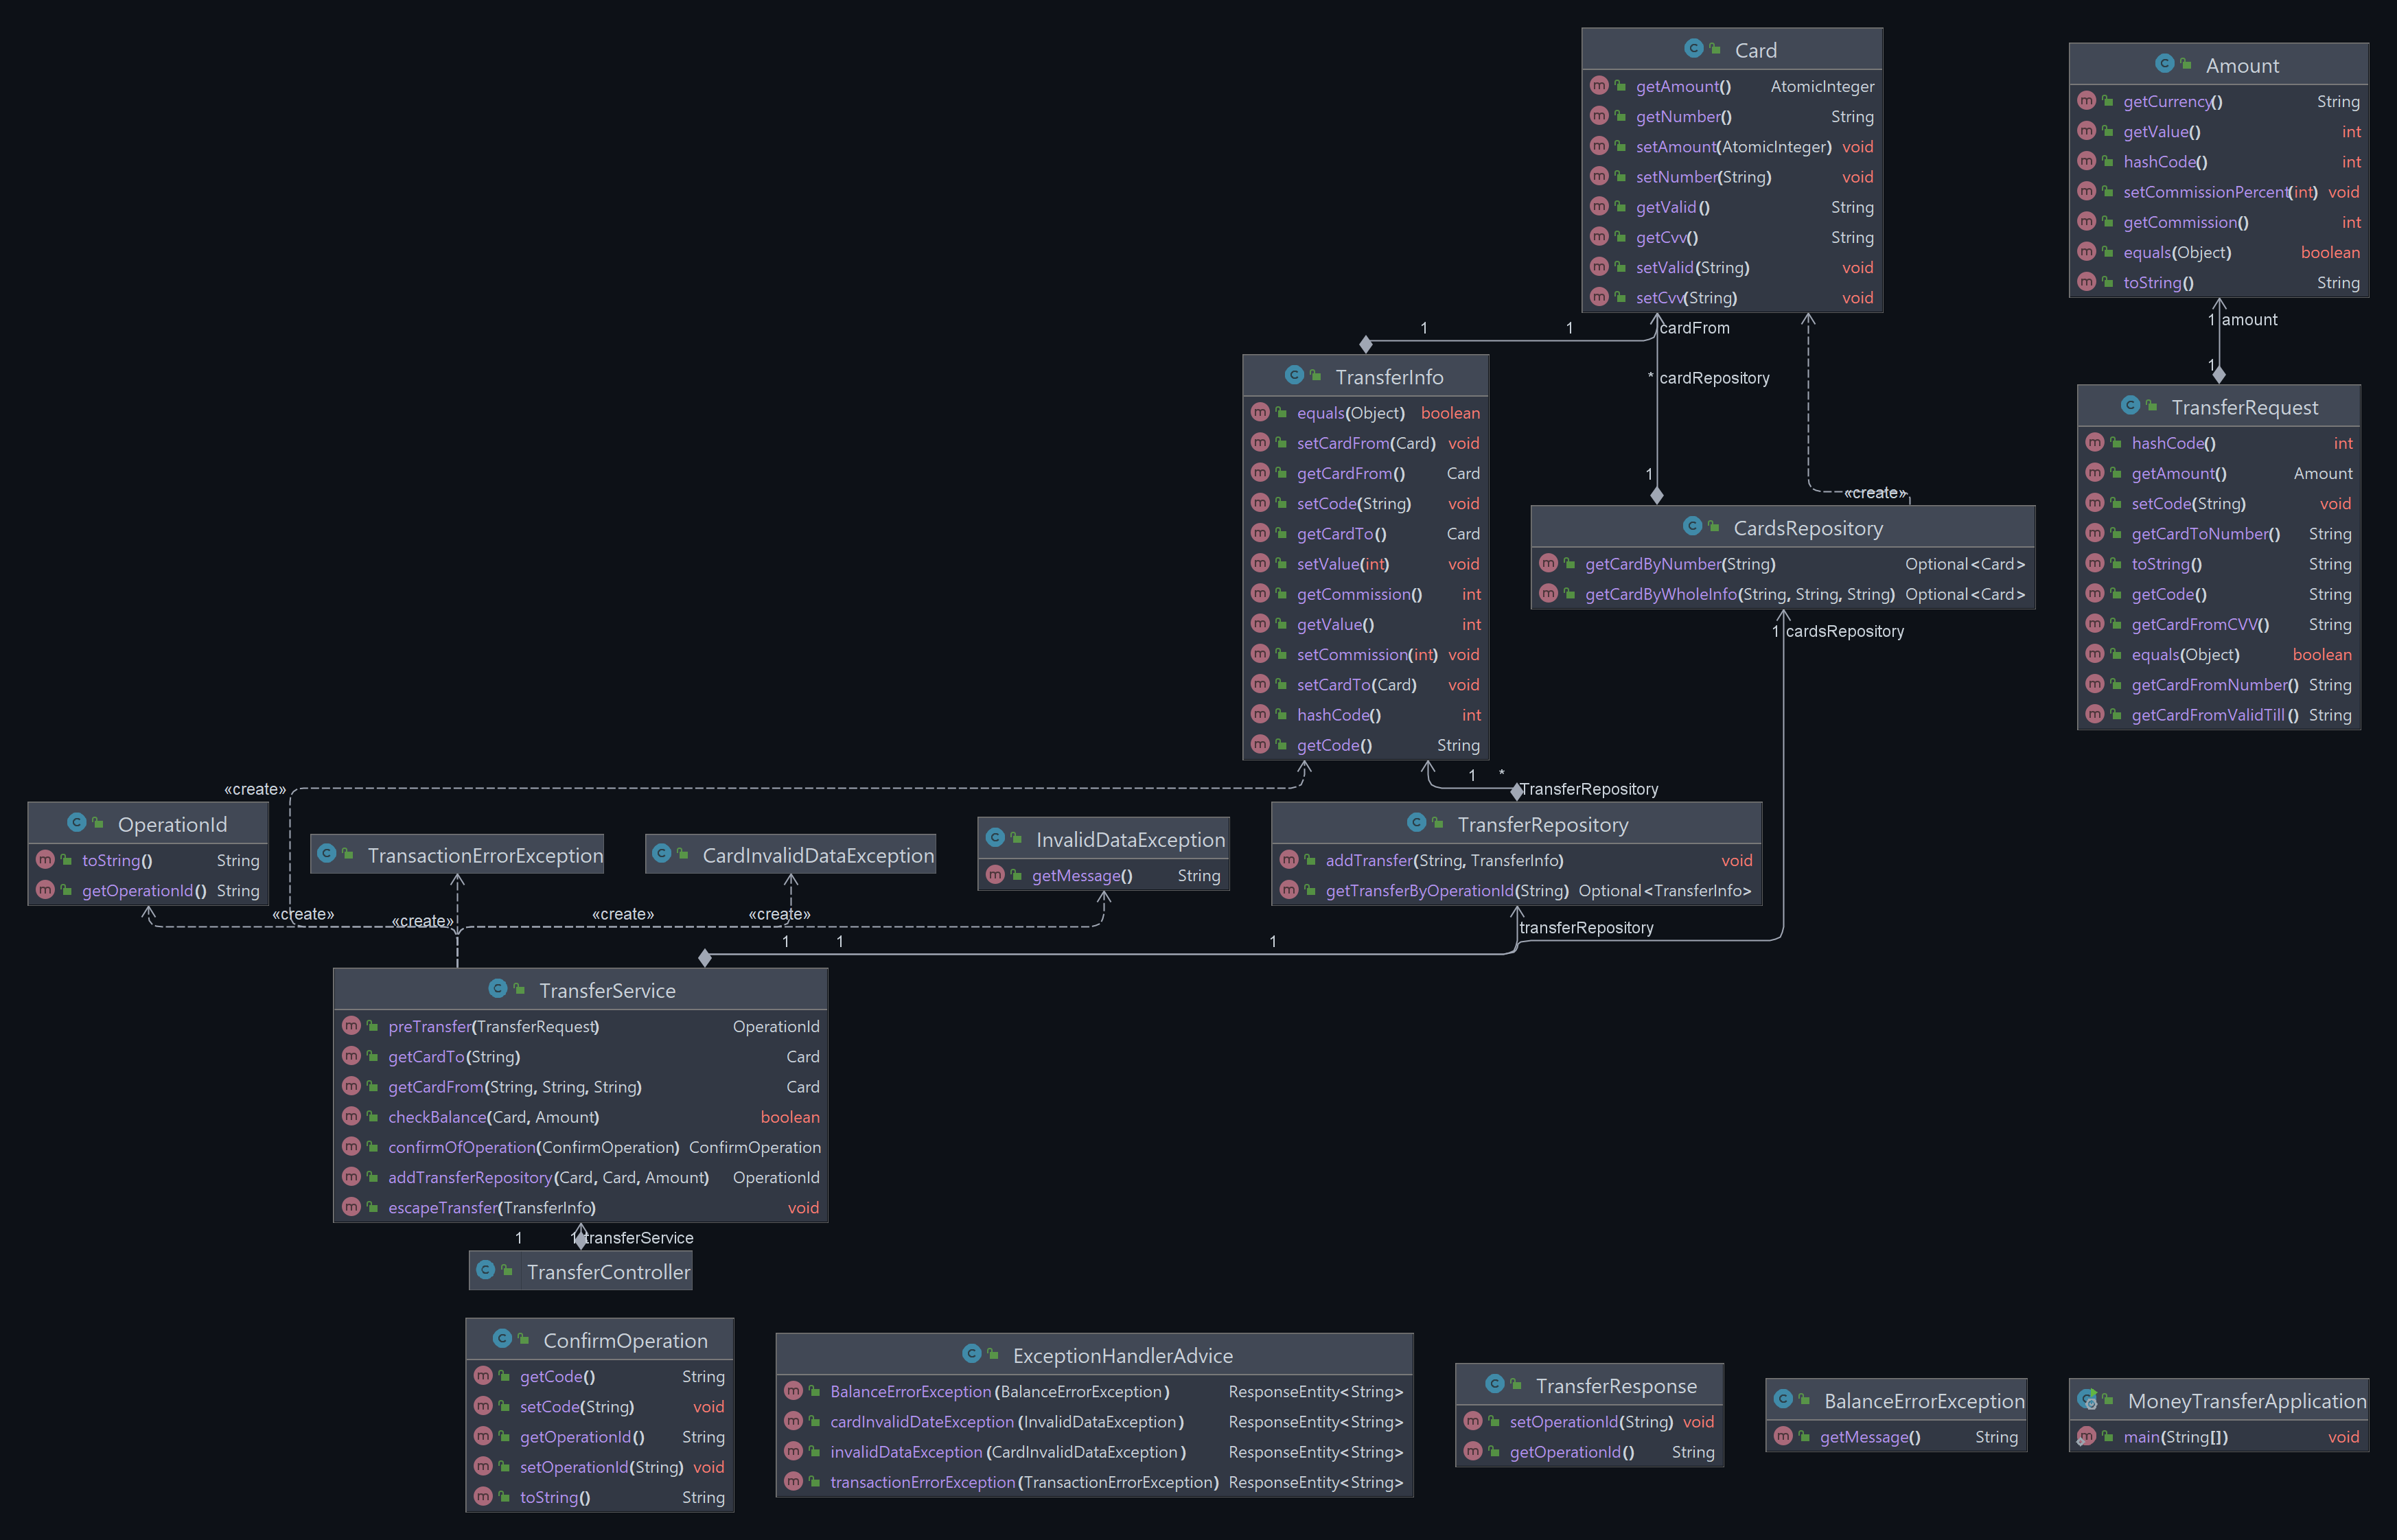 Card
getAmount() AtomicInteger
getNumber() String
setAmount(AtomicInteger) void
setNumber(String) void
getValid() String
getCvv() String
setValid(String) void
setCvv(String) void
Amount
getCurrency() String
getValue() int
hashCode() int
setCommissionPercent(int) void
getCommission() int
equals(Object) boolean
toString() String
1 1 cardFrom
1 amount
1
* cardRepository
1
«create»
TransferInfo
equals(Object) boolean
setCardFrom(Card) void
getCardFrom() Card
setCode(String) void
getCardTo() Card
setValue(int) void
getCommission() int
getValue() int
setCommission(int) void
setCardTo(Card) void
hashCode() int
getCode() String
CardsRepository
getCardByNumber(String) Optional<Card>
getCardByWholeInfo(String, String, String) Optional<Card>
1 cardsRepository
TransferRequest
hashCode() int
getAmount() Amount
setCode(String) void
getCardToNumber() String
toString() String
getCode() String
getCardFromCVV() String
equals(Object) boolean
getCardFromNumber() String
getCardFromValidTill() String
1 *
«create» TransferRepository
OperationId
toString() String
getOperationId() String
TransactionErrorException
CardInvalidDataException
InvalidDataException
getMessage() String
TransferRepository
addTransfer(String, TransferInfo) void
getTransferByOperationId(String) Optional<TransferInfo>
«create» «create» «create» «create»
transferRepository
1 1 1
TransferService
preTransfer(TransferRequest) OperationId
getCardTo(String) Card
getCardFrom(String, String, String) Card
checkBalance(Card, Amount) boolean
confirmOfOperation(ConfirmOperation) ConfirmOperation
addTransferRepository(Card, Card, Amount) OperationId
escapeTransfer(TransferInfo) void
1 1 transferService
TransferController
ConfirmOperation
getCode() String
setCode(String) void
getOperationId() String
setOperationId(String) void
toString() String
ExceptionHandlerAdvice
BalanceErrorException(BalanceErrorException) ResponseEntity<String>
cardInvalidDateException(InvalidDataException) ResponseEntity<String>
invalidDataException(CardInvalidDataException) ResponseEntity<String>
transactionErrorException(TransactionErrorException) ResponseEntity<String>
TransferResponse
setOperationId(String) void
getOperationId() String
BalanceErrorException
getMessage() String
MoneyTransferApplication
main(String[]) void